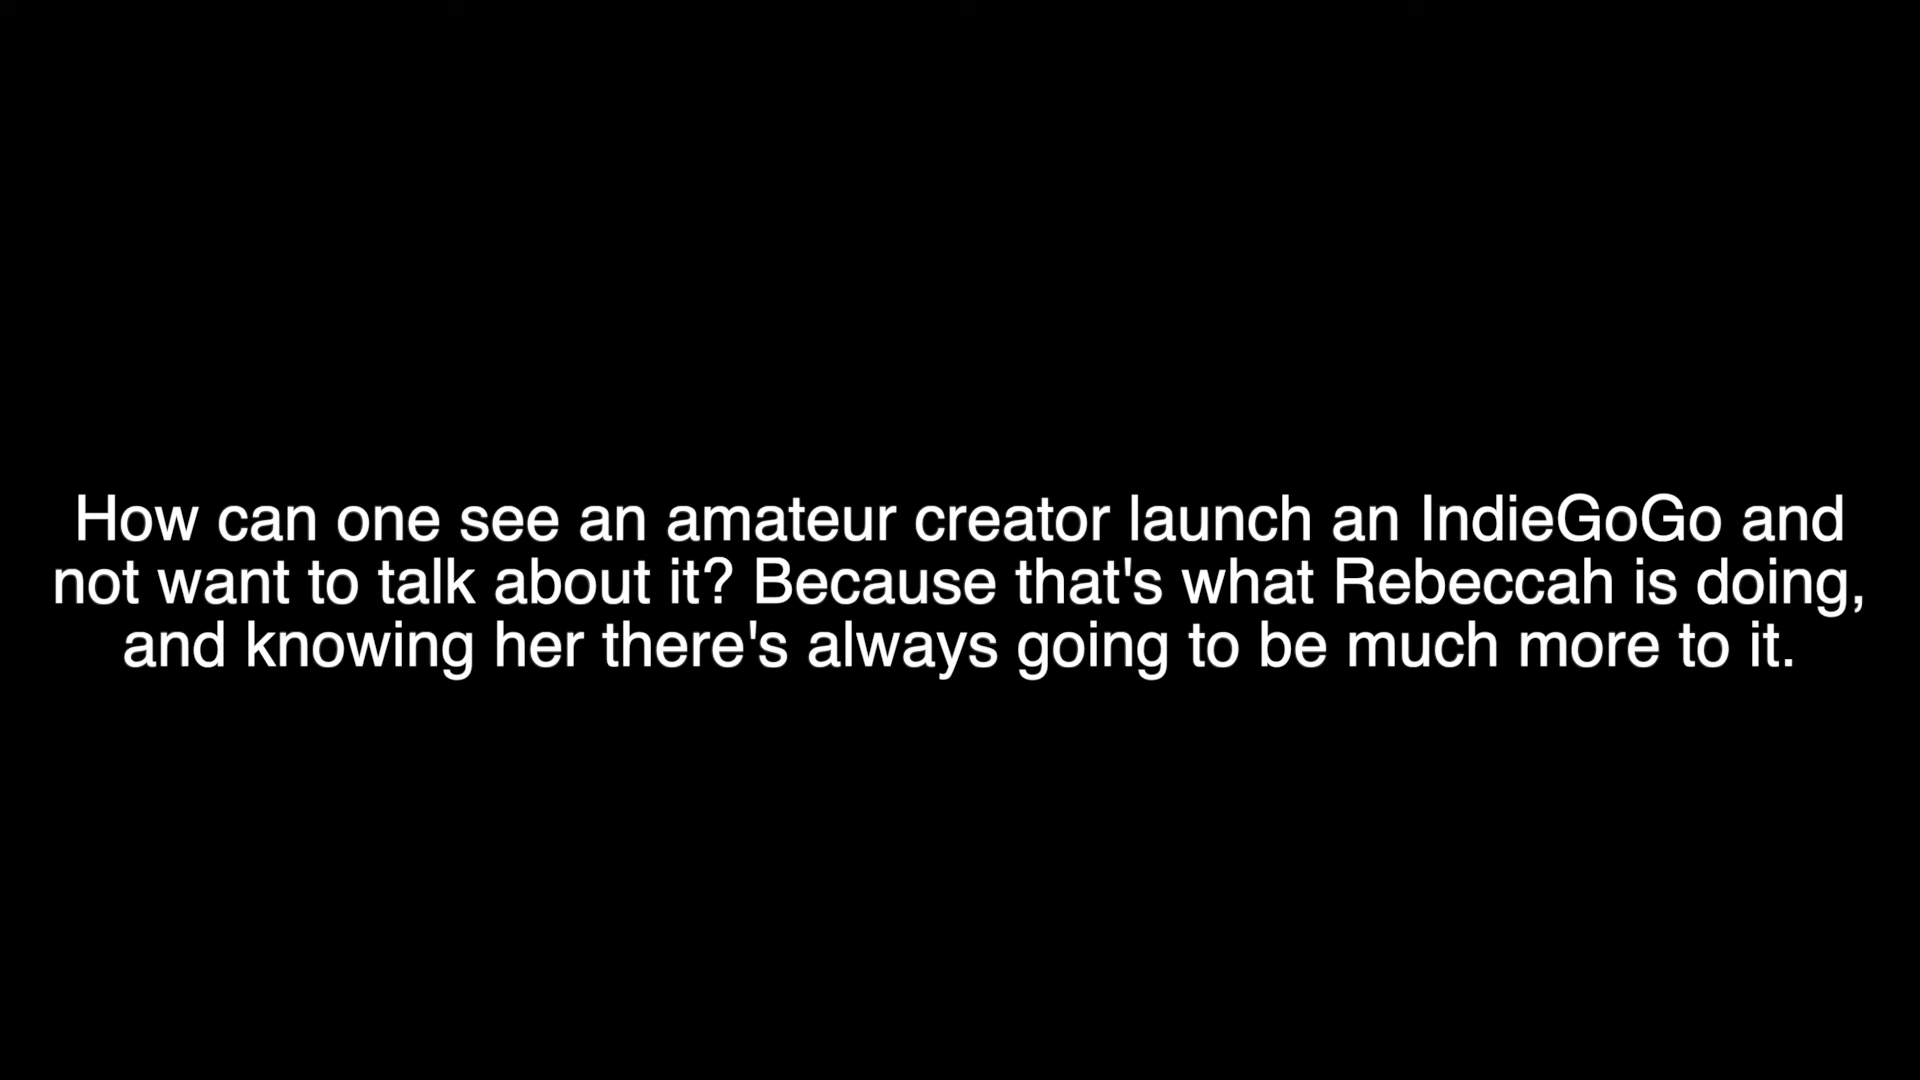 How can one see an amateur creator launch an IndieGoGo and
not want to talk about it? Because that's what Rebeccah is doing,
and knowing her there's always going to be much more to it.